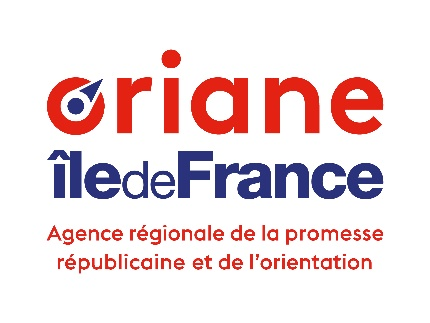 oriane
îledeFrance
Agence régionale de la promesse
républicaine et de l'orientation